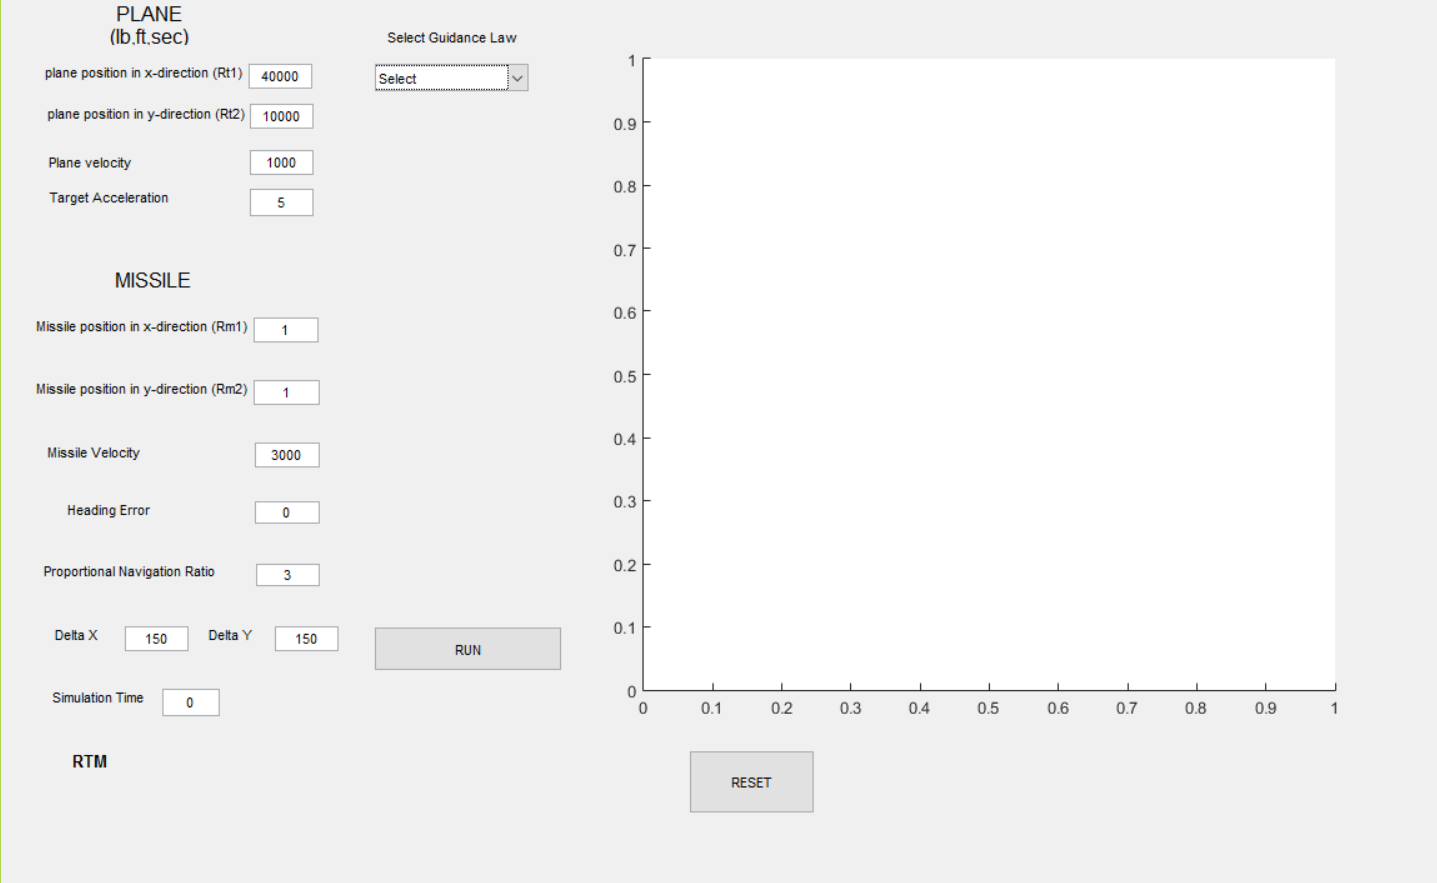 PLANE
(lb,ft,sec)
plane position in x-direction (Rt1) 40000
plane position in y-direction (Rt2) 10000
Plane velocity 1000
Target Acceleration 5
Select Guidance Law
Select
MISSILE
Missile position in x-direction (Rm1) 1
Missile position in y-direction (Rm2) 1
Missile Velocity 3000
Heading Error 0
Proportional Navigation Ratio 3
Delta X 150 Delta Y 150
RUN
Simulation Time 0
RTM
1
0.9
0.8
0.7
0.6
0.5
0.4
0.3
0.2
0.1
0
0 0.1 0.2 0.3 0.4 0.5 0.6 0.7 0.8 0.9 1
RESET